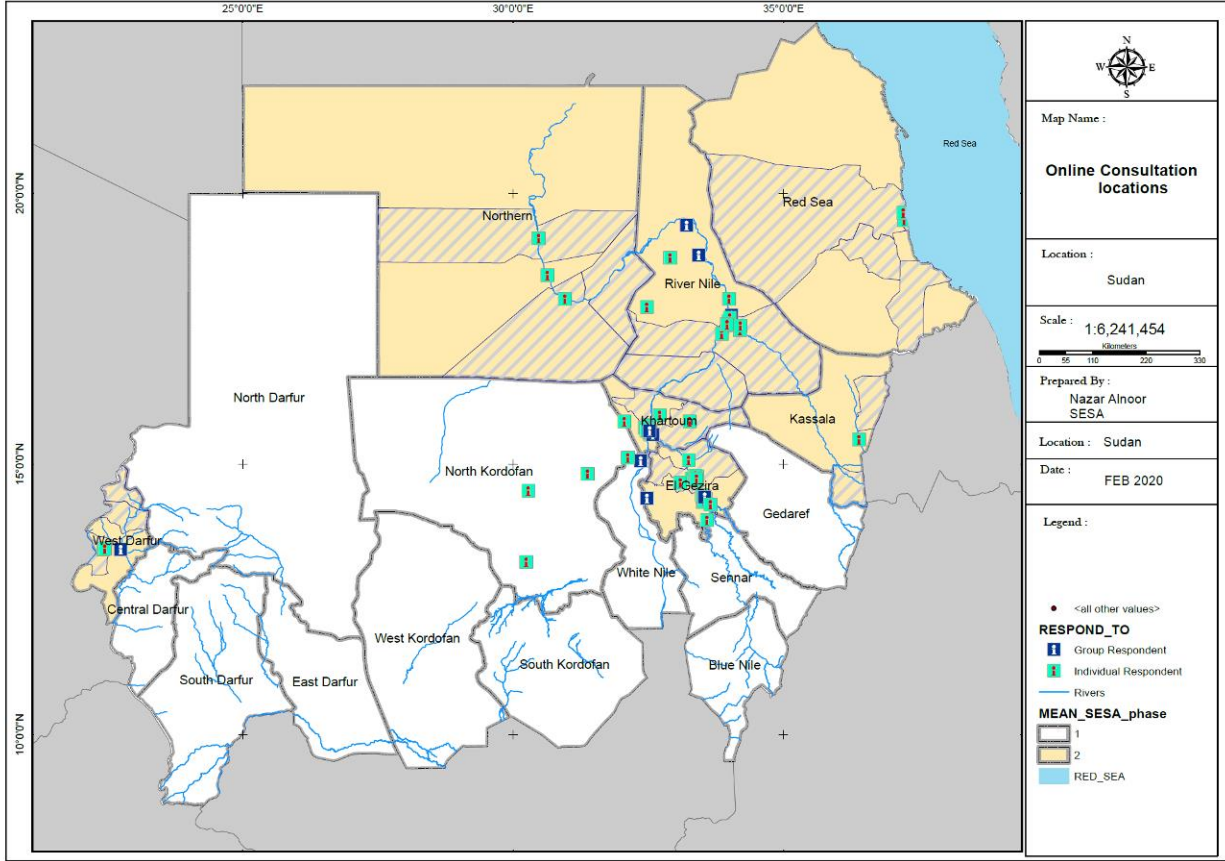 25°0'0"E
30°0'0"E
35°0'0"E
20°0'0"N
15°0'0"N
10°0'0"N
Red Sea
Northern
Red Sea
River Nile
North Darfur
Khartoum
Kassala
North Kordofan
El Gezira
Gedaref
West Darfur
White Nile
Sennar
Central Darfur
West Kordofan
South Kordofan
Blue Nile
South Darfur
East Darfur
N
W
E
S
Map Name :
Online Consultation
locations
Location :
Sudan
Scale :
1:6,241,454
Kilometers
0 55 110 220 330
Prepared By :
Nazar Alnoor
SESA
Location : Sudan
Date :
FEB 2020
Legend :
<all other values>
RESPOND_TO
Group Respondent
Individual Respondent
Rivers
MEAN_SESA_phase
1
2
RED_SEA